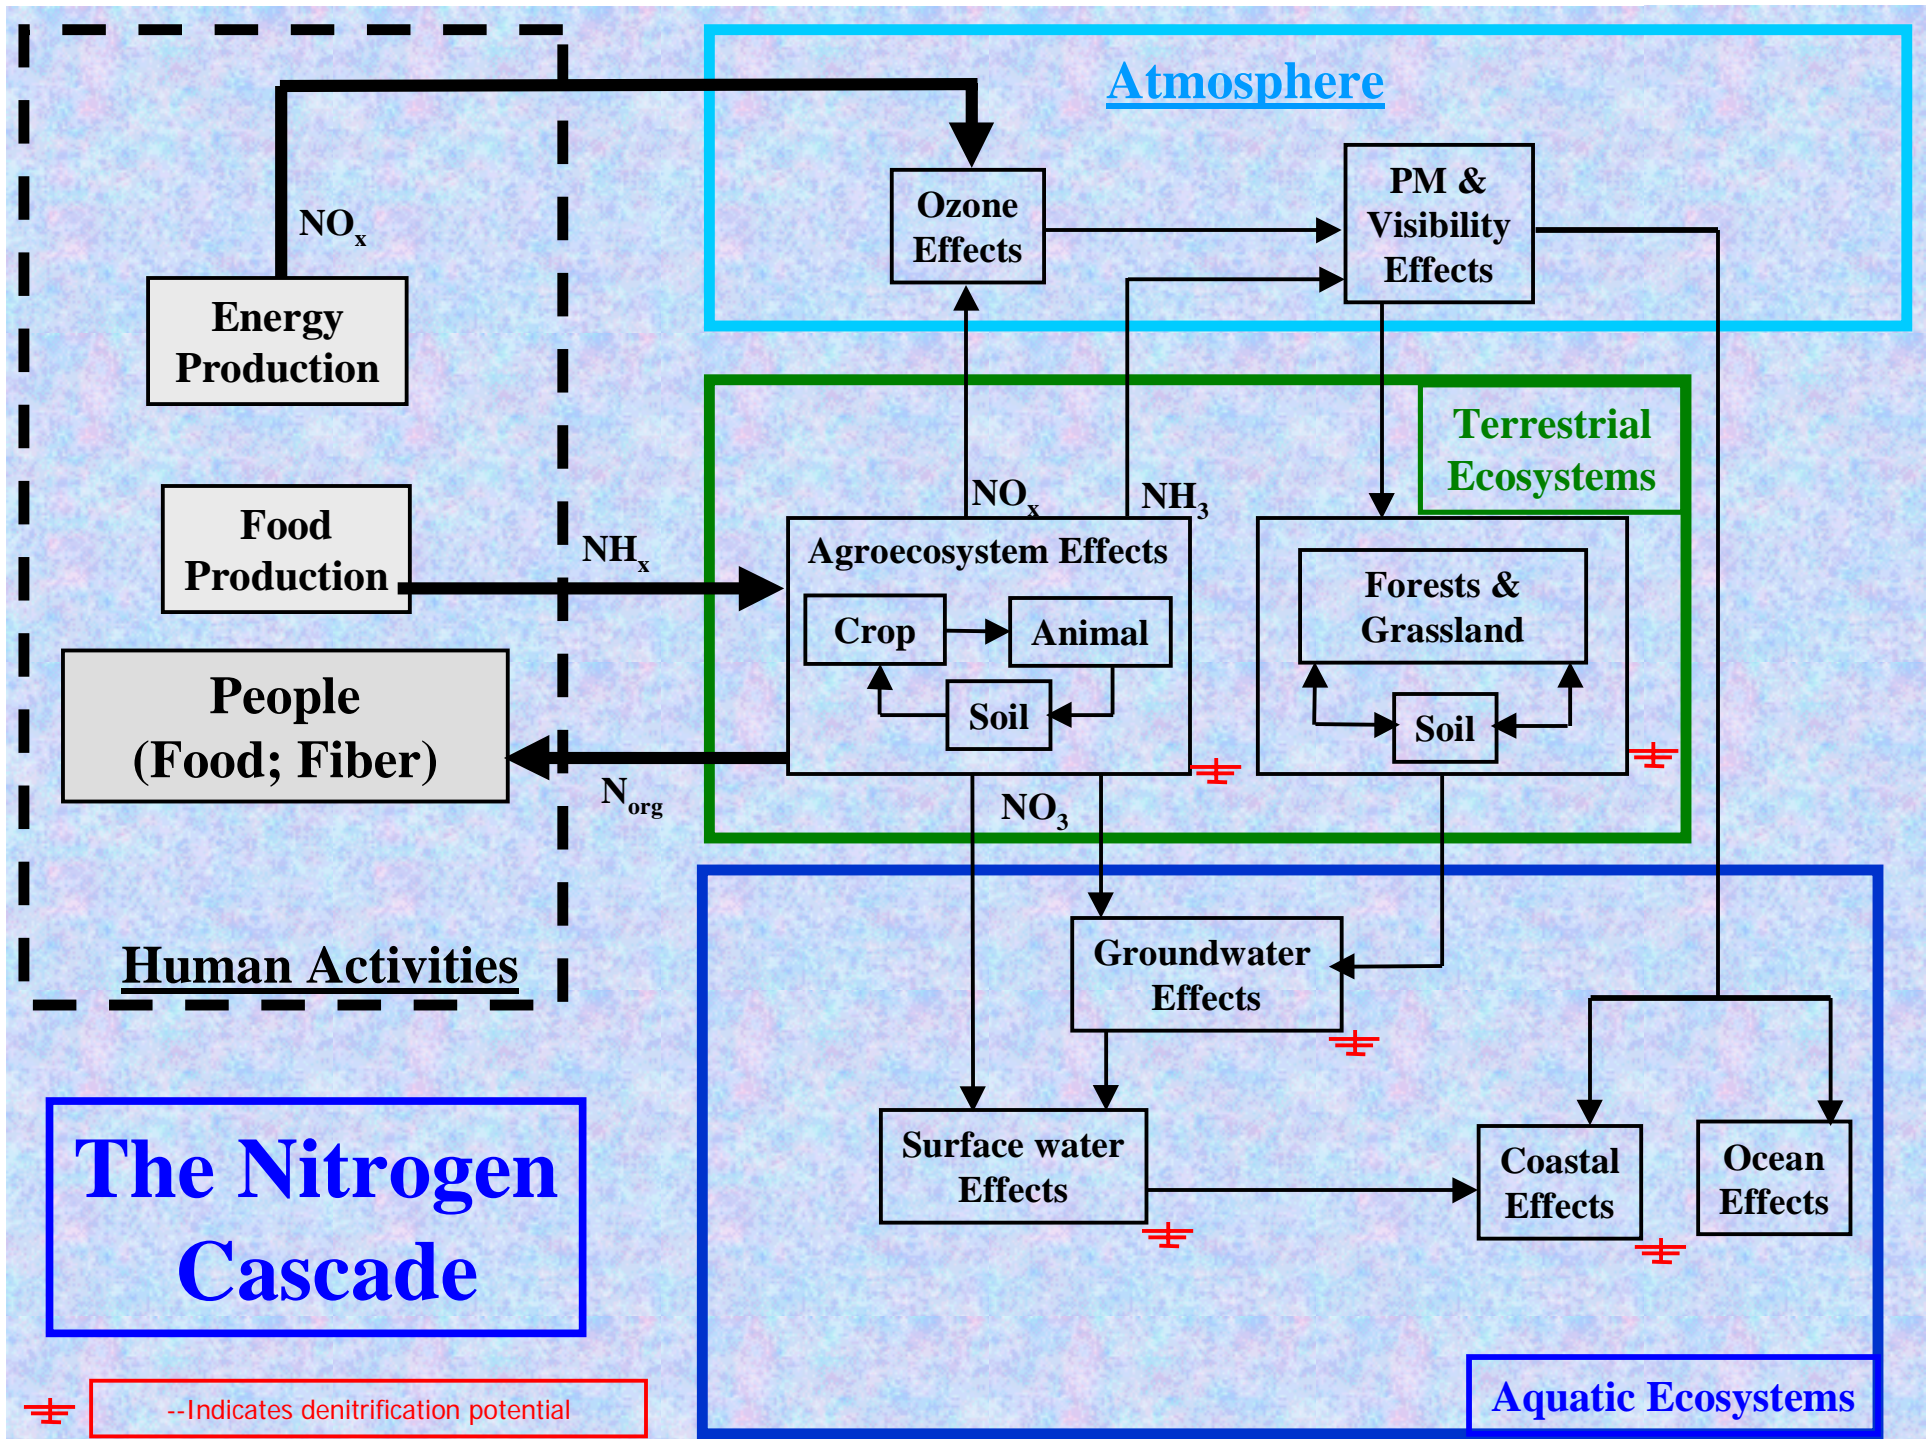 Atmosphere
Ozone
Effects
PM &
Visibility
Effects
NOx
Energy
Production
Food
Production
NHx
People
(Food; Fiber)
Norg
Human Activities
Terrestrial
Ecosystems
NOx
NH3
Agroecosystem Effects
Crop
Animal
Soil
Forests &
Grassland
Soil
NO3
Groundwater
Effects
Surface water
Effects
Coastal
Effects
Ocean
Effects
Aquatic Ecosystems
The Nitrogen
Cascade
--Indicates denitrification potential